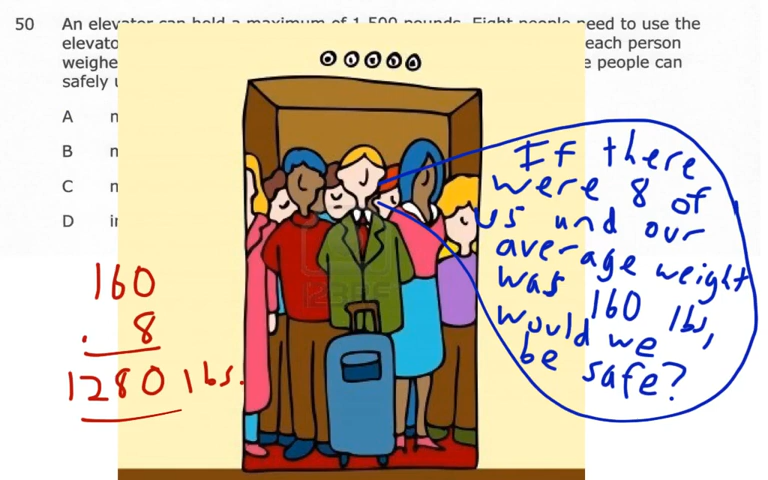 50 An elevator can hold a maximum of 1,500 pounds. Eight people need to use the
elevato each person
weighe e people can
safely u
A
B
C
D
If there
were 8 of
us and our
average weight
was 160 lbs,
would we
be safe?
160
. 8
1280 lbs.
123RF